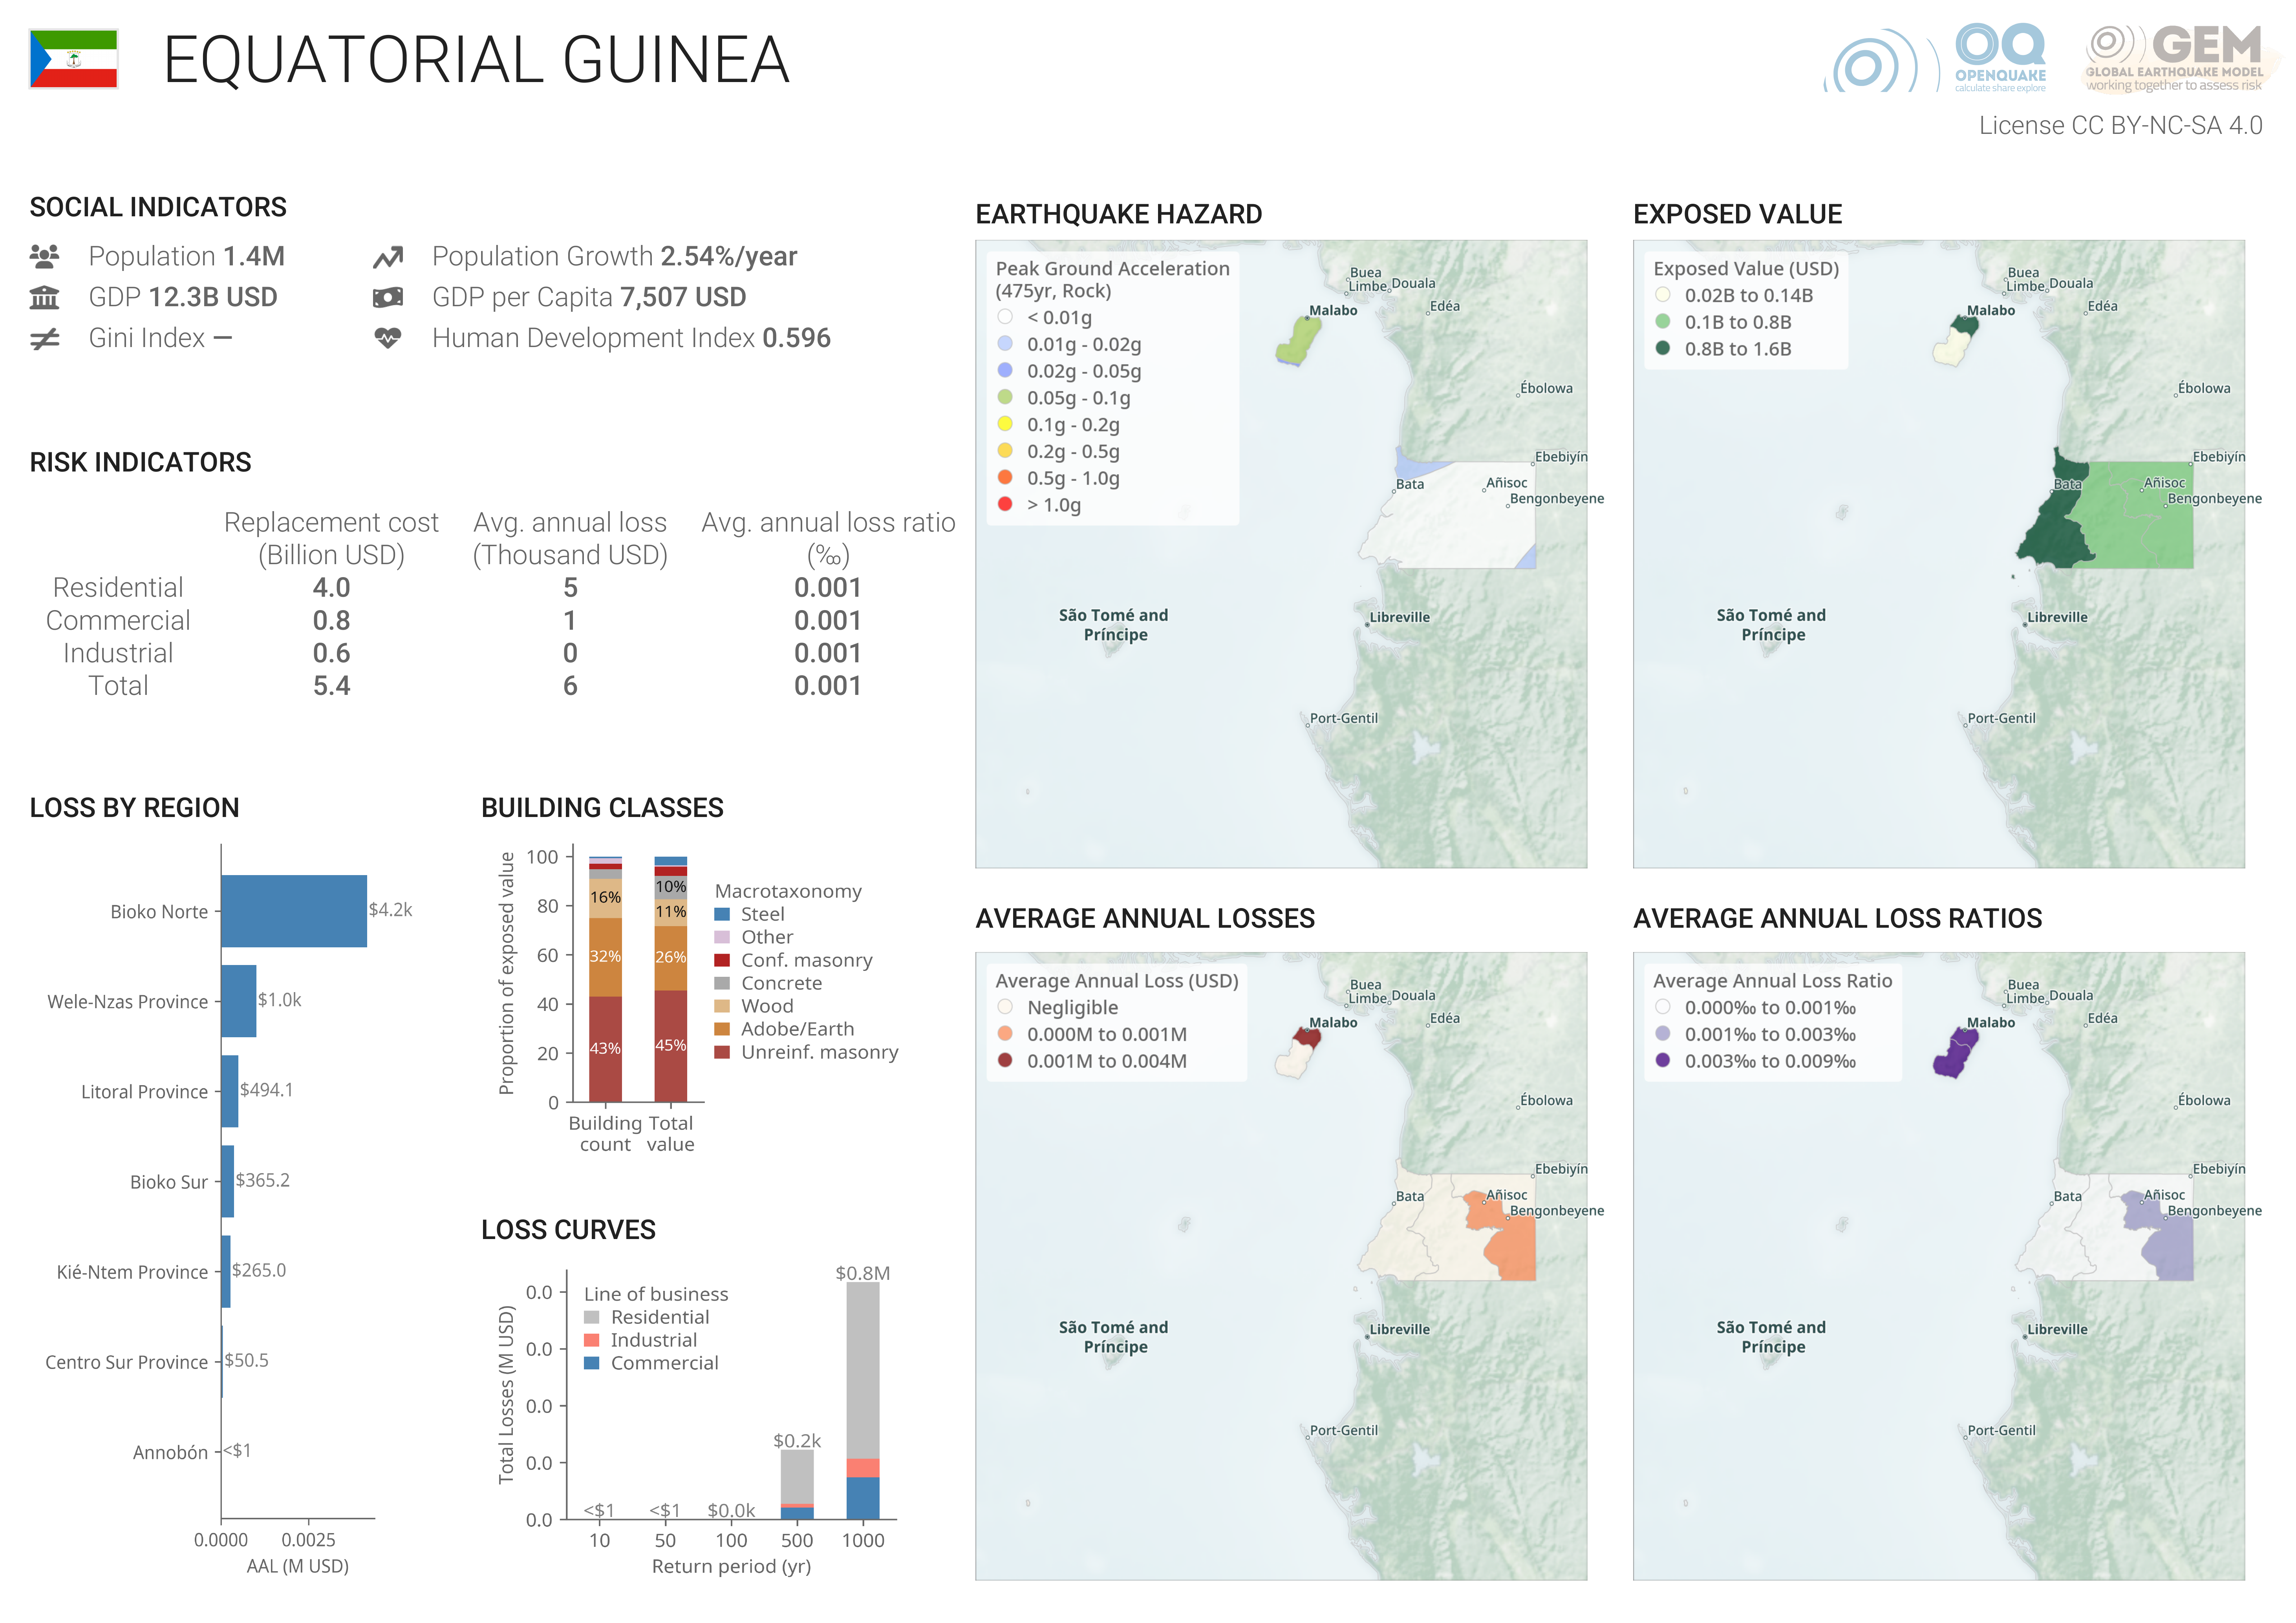 EQUATORIAL GUINEA
OQ
OPENQUAKE
calculate share explore
GEM
GLOBAL EARTHQUAKE MODEL
working together to assess risk
License CC BY-NC-SA 4.0
SOCIAL INDICATORS
Population 1.4M
Population Growth 2.54%/year
GDP 12.3B USD
GDP per Capita 7,507 USD
Gini Index —
Human Development Index 0.596
RISK INDICATORS
Replacement cost (Billion USD) Avg. annual loss (Thousand USD) Avg. annual loss ratio (‰)
Residential 4.0 5 0.001
Commercial 0.8 1 0.001
Industrial 0.6 0 0.001
Total 5.4 6 0.001
LOSS BY REGION
Bioko Norte $4.2k
Wele-Nzas Province $1.0k
Litoral Province $494.1
Bioko Sur $365.2
Kié-Ntem Province $265.0
Centro Sur Province $50.5
Annobón <$1
0.0000 0.0025
AAL (M USD)
BUILDING CLASSES
Proportion of exposed value
100
80
60
40
20
0
16%
32%
43%
10%
11%
26%
45%
Building count
Total value
Macrotaxonomy
Steel
Other
Conf. masonry
Concrete
Wood
Adobe/Earth
Unreinf. masonry
LOSS CURVES
Total Losses (M USD)
0.0
0.0
0.0
0.0
0.0
Line of business
Residential
Industrial
Commercial
<$1 <$1 $0.0k $0.2k $0.8M
10 50 100 500 1000
Return period (yr)
EARTHQUAKE HAZARD
Peak Ground Acceleration
(475yr, Rock)
< 0.01g
0.01g - 0.02g
0.02g - 0.05g
0.05g - 0.1g
0.1g - 0.2g
0.2g - 0.5g
0.5g - 1.0g
> 1.0g
Buea
Limbe Douala
Malabo
Edéa
Ébolowa
Ebebiyín
Bata
Añisoc
Bengonbeyene
São Tomé and
Príncipe
Libreville
Port-Gentil
EXPOSED VALUE
Exposed Value (USD)
0.02B to 0.14B
0.1B to 0.8B
0.8B to 1.6B
Buea
Limbe Douala
Malabo
Edéa
Ébolowa
Ebebiyín
Bata
Añisoc
Bengonbeyene
São Tomé and
Príncipe
Libreville
Port-Gentil
AVERAGE ANNUAL LOSSES
Average Annual Loss (USD)
Negligible
0.000M to 0.001M
0.001M to 0.004M
Buea
Limbe Douala
Malabo
Edéa
Ébolowa
Ebebiyín
Bata
Añisoc
Bengonbeyene
São Tomé and
Príncipe
Libreville
Port-Gentil
AVERAGE ANNUAL LOSS RATIOS
Average Annual Loss Ratio
0.000‰ to 0.001‰
0.001‰ to 0.003‰
0.003‰ to 0.009‰
Buea
Limbe Douala
Malabo
Edéa
Ébolowa
Ebebiyín
Bata
Añisoc
Bengonbeyene
São Tomé and
Príncipe
Libreville
Port-Gentil